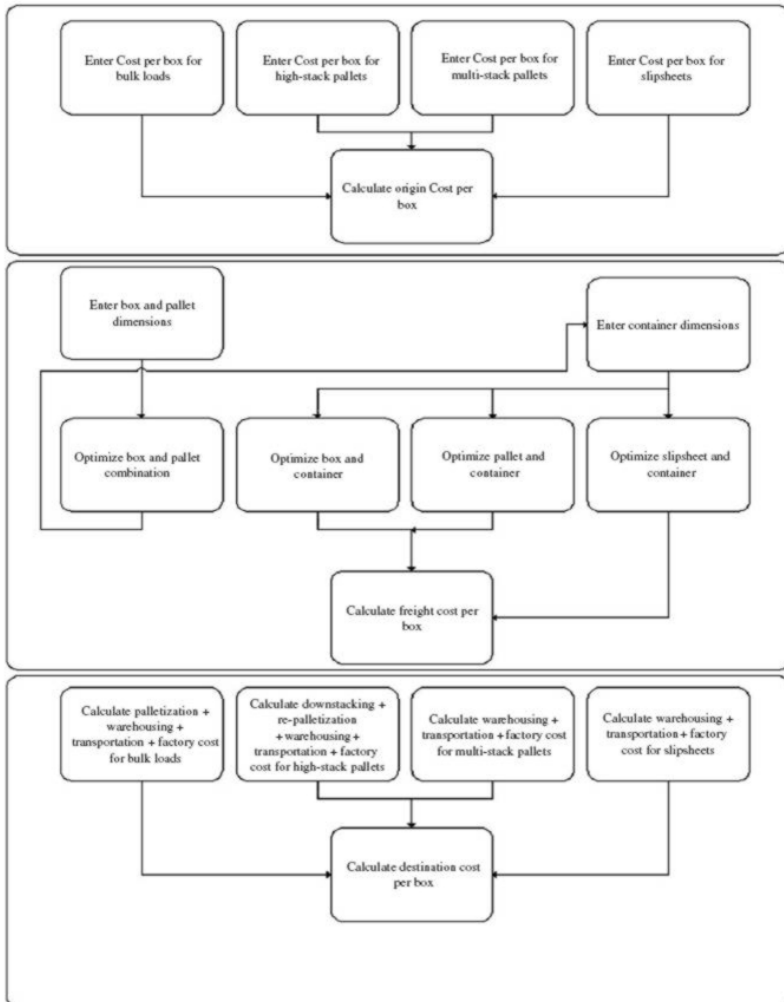 Enter Cost per box for
bulk loads
Enter Cost per box for
high-stack pallets
Enter Cost per box for
multi-stack pallets
Enter Cost per box for
slipsheets
Calculate origin Cost per
box
Enter box and pallet
dimensions
Enter container dimensions
Optimize box and pallet
combination
Optimize box and
container
Optimize pallet and
container
Optimize slipsheet and
container
Calculate freight cost per
box
Calculate palletization +
warehousing +
transportation + factory cost
for bulk loads
Calculate downstacking +
re-palletization
+ warehousing +
transportation + factory
cost for high-stack pallets
Calculate warehousing +
transportation + factory cost
for multi-stack pallets
Calculate warehousing +
transportation + factory
cost for slipsheets
Calculate destination cost
per box